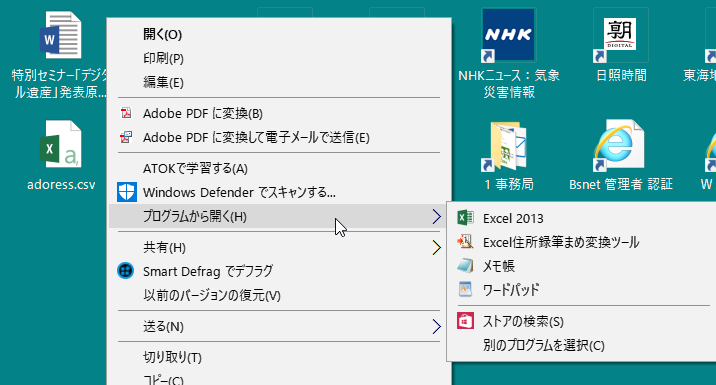 特別セミナー「デジタ
ル遺産」発表原...
adoress.csv
開く(O)
印刷(P)
編集(E)
Adobe PDF に変換(B)
Adobe PDF に変換して電子メールで送信(E)
ATOKで学習する(A)
Windows Defender でスキャンする...
プログラムから開く(H)
共有(H)
Smart Defrag でデフラグ
以前のバージョンの復元(V)
送る(N)
切り取り(T)
コピー(C)
NHK
NHKニュース：気象
災害情報
朝
DIGITAL
日照時間
東海地
1 事務局
Bsnet 管理者 認証
W
Excel 2013
Excel住所録筆まめ変換ツール
メモ帳
ワードパッド
ストアの検索(S)
別のプログラムを選択(C)